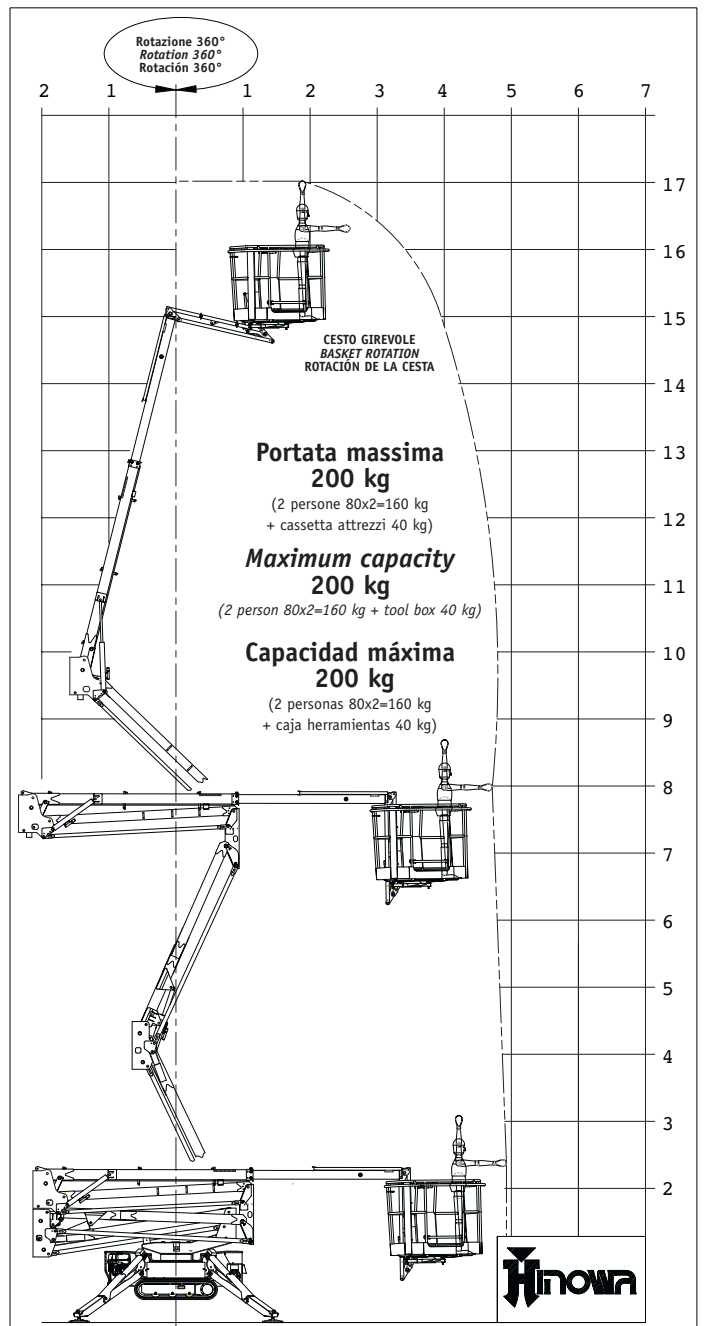 Rotazione 360°
Rotation 360°
Rotación 360°
2 1 1 2 3 4 5 6 7
17
16
15
CESTO GIREVOLE
BASKET ROTATION
ROTACIÓN DE LA CESTA
14
13
Portata massima
200 kg
(2 persone 80x2=160 kg
+ cassetta attrezzi 40 kg)
12
Maximum capacity
200 kg
(2 person 80x2=160 kg + tool box 40 kg)
11
10
Capacidad máxima
200 kg
(2 personas 80x2=160 kg
+ caja herramientas 40 kg)
9
8
7
6
5
4
3
2
HINOWA